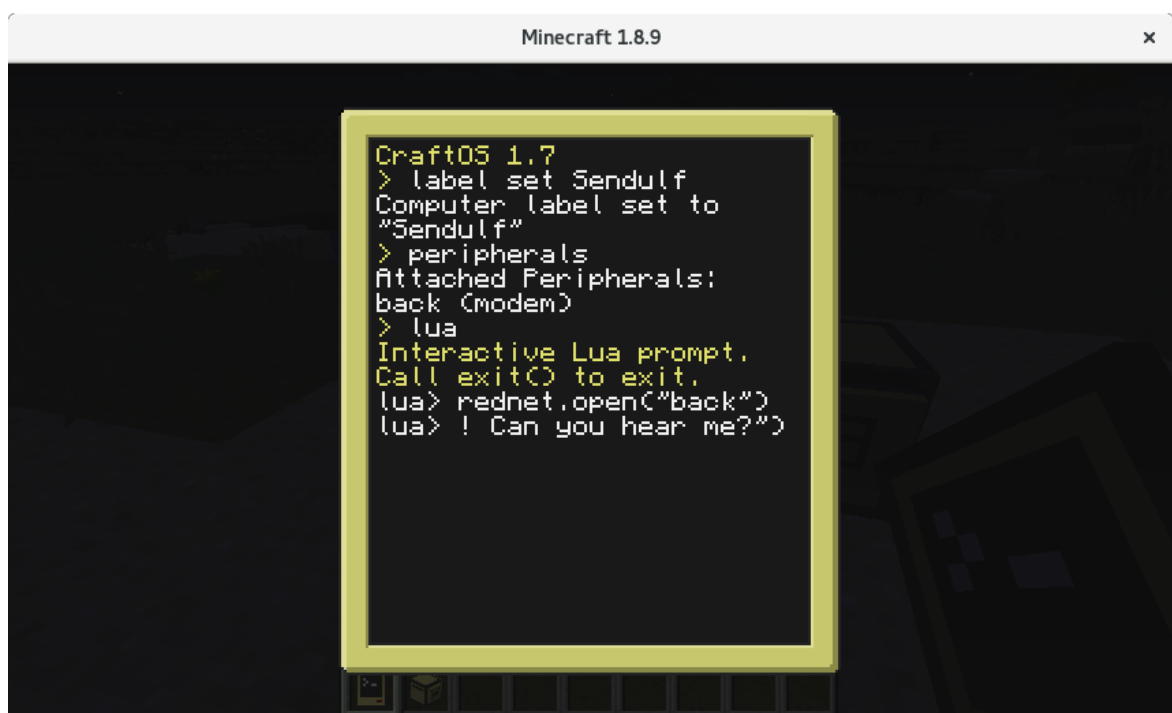 Minecraft 1.8.9
CraftOS 1.7
> label set Sendulf
Computer label set to
"Sendulf"
> peripherals
Attached Peripherals:
back (modem)
> lua
Interactive Lua prompt.
Call exit() to exit.
lua> rednet.open("back")
lua> ! Can you hear me?")